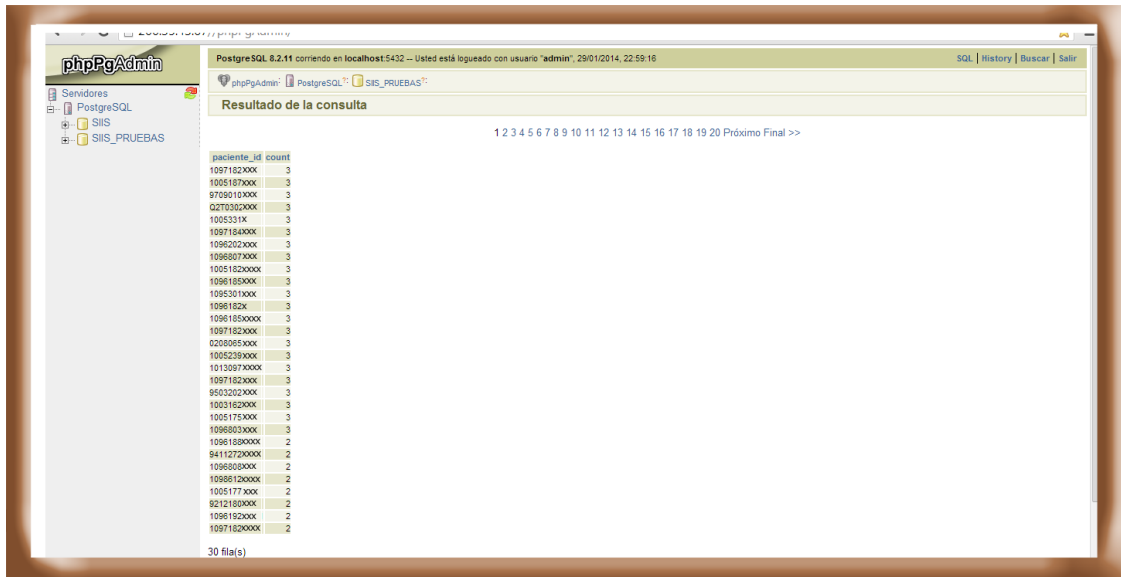 phpPgAdmin
Servidores
PostgreSQL
SIIS
SIIS_PRUEBAS
PostgreSQL 8.2.11 corriendo en localhost:5432 -- Usted está logueado con usuario "admin", 29/01/2014, 22:59:16
SQL | History | Buscar | Salir
phpPgAdmin: PostgreSQL?: SIIS_PRUEBAS?:
Resultado de la consulta
1 2 3 4 5 6 7 8 9 10 11 12 13 14 15 16 17 18 19 20 Próximo Final >>
paciente_id count
1097182XXX 3
1005187XXX 3
9709010XXX 3
Q2T0302XXX 3
1005331X 3
1097184XXX 3
1096202XXX 3
1096807XXX 3
1005182XXXX 3
1096185XXX 3
1095301XXX 3
1096182X 3
1096185XXXX 3
1097182XXX 3
0208065XXX 3
1005239XXX 3
1013097XXXX 3
1097182XXX 3
9503202XXX 3
1003162XXX 3
1005175XXX 3
1096803XXX 3
1096188XXXX 2
9411272XXXX 2
1096808XXX 2
1098612XXXX 2
1005177XXX 2
9212180XXX 2
1096192XXX 2
1097182XXXX 2
30 fila(s)